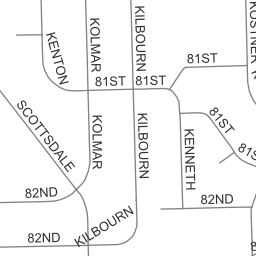 KOLMAR
KILBOURN
KOSTNER
KENTON
81ST
81ST
81ST
SCOTTSDALE
KOLMAR
KILBOURN
KENNETH
81ST
82ND
82ND
82ND
KILBOURN